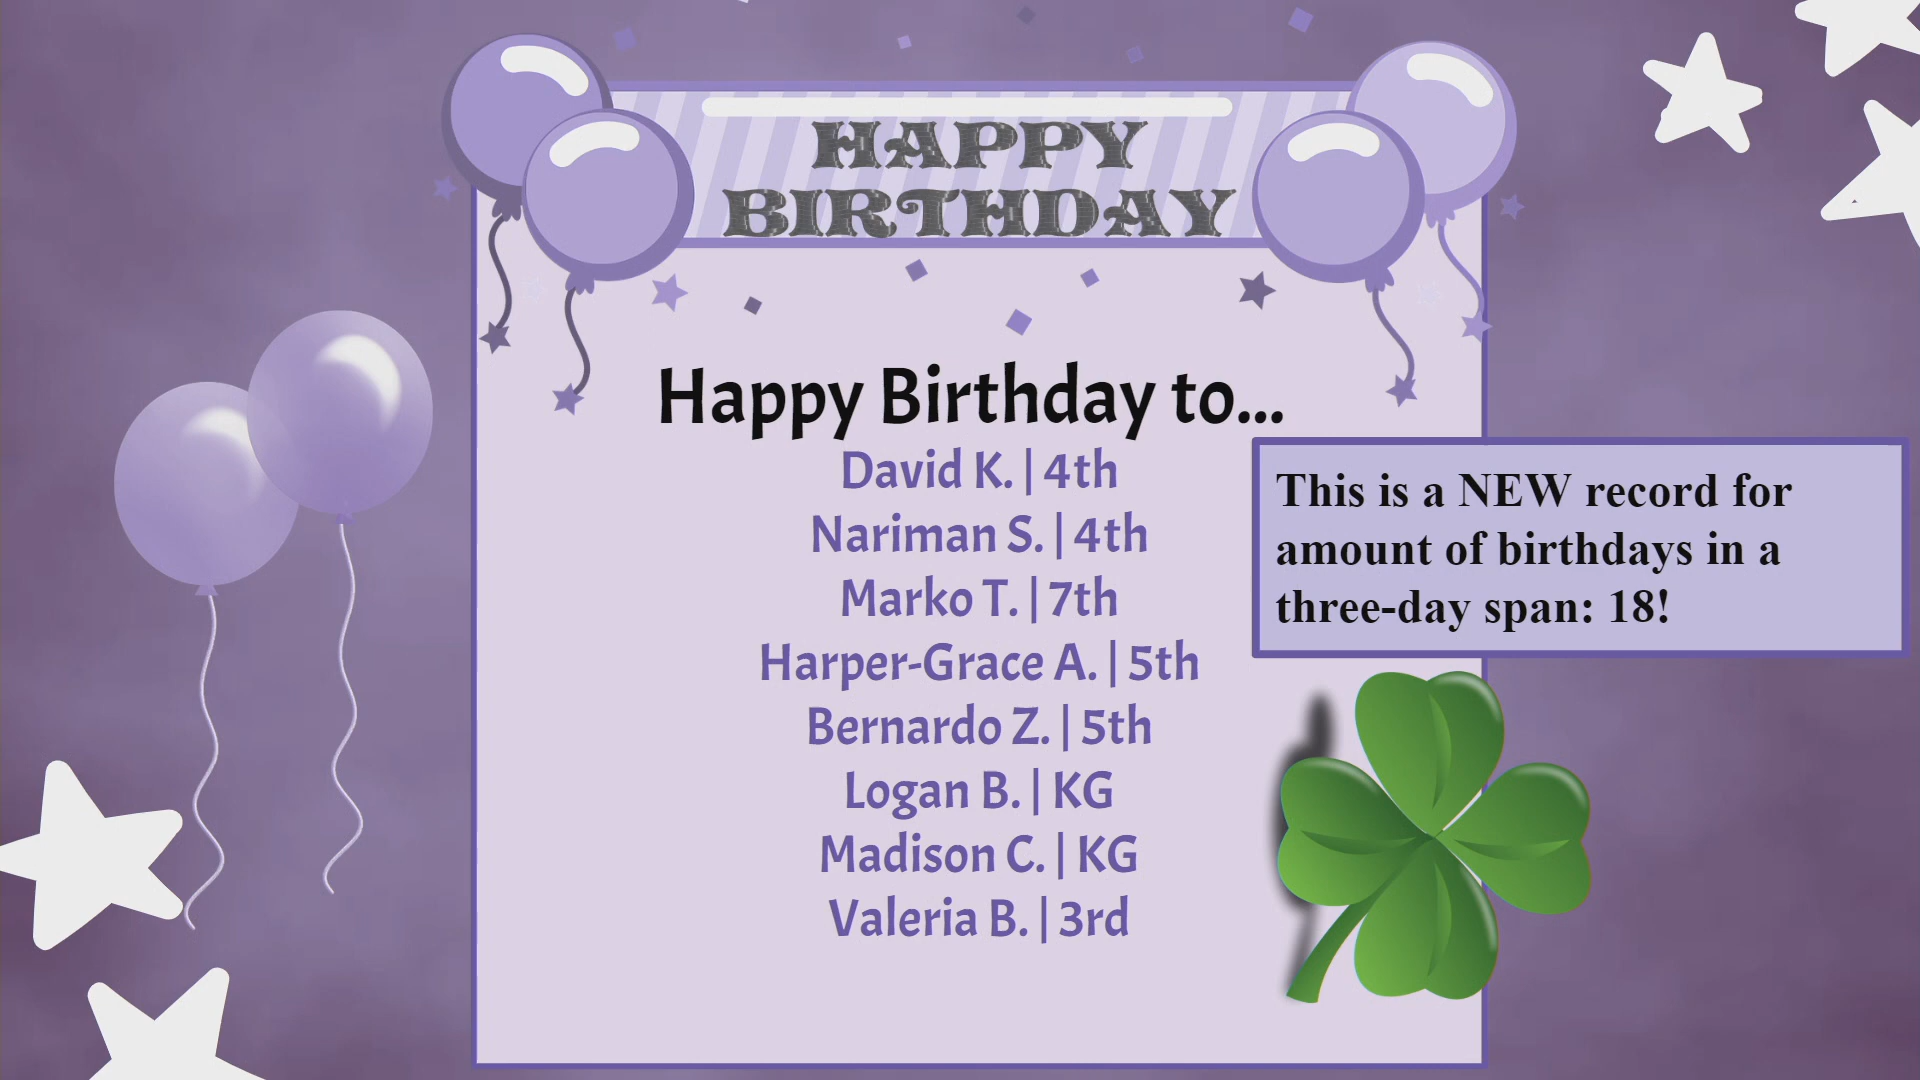 HAPPY
BIRTHDAY
Happy Birthday to...
David K. | 4th
Nariman S. | 4th
Marko T. | 7th
Harper-Grace A. | 5th
Bernardo Z. | 5th
Logan B. | KG
Madison C. | KG
Valeria B. | 3rd
This is a NEW record for
amount of birthdays in a
three-day span: 18!